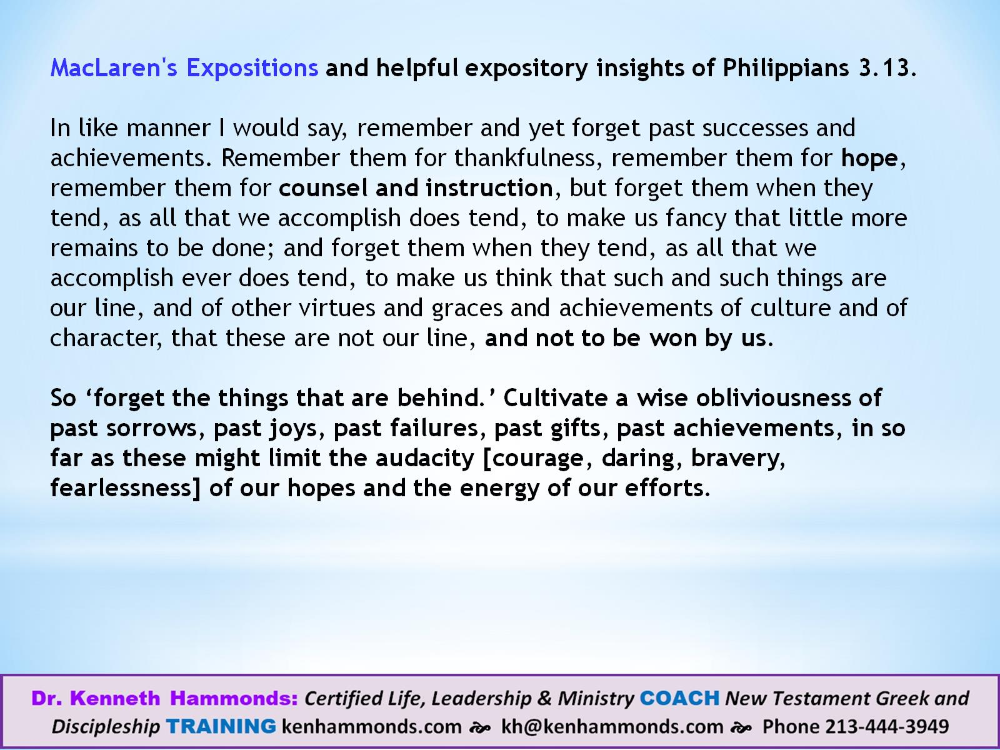 MacLaren's Expositions and helpful expository insights of Philippians 3.13.
In like manner I would say, remember and yet forget past successes and
achievements. Remember them for thankfulness, remember them for hope,
remember them for counsel and instruction, but forget them when they
tend, as all that we accomplish does tend, to make us fancy that little more
remains to be done; and forget them when they tend, as all that we
accomplish ever does tend, to make us think that such and such things are
our line, and of other virtues and graces and achievements of culture and of
character, that these are not our line, and not to be won by us.
So ‘forget the things that are behind.’ Cultivate a wise obliviousness of
past sorrows, past joys, past failures, past gifts, past achievements, in so
far as these might limit the audacity [courage, daring, bravery,
fearlessness] of our hopes and the energy of our efforts.
Dr. Kenneth Hammonds: Certified Life, Leadership & Ministry COACH New Testament Greek and
Discipleship TRAINING kenhammonds.com kh@kenhammonds.com Phone 213-444-3949